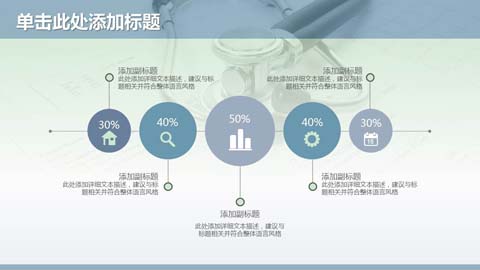 单击此处添加标题
添加副标题
此处添加详细文本描述，建议与标
题相关并符合整体语言风格
添加副标题
此处添加详细文本描述，建议与标
题相关并符合整体语言风格
30%
40%
50%
40%
30%
添加副标题
此处添加详细文本描述，建议与标
题相关并符合整体语言风格
添加副标题
此处添加详细文本描述，建议与
标题相关并符合整体语言风格
添加副标题
此处添加详细文本描述，建议与标
题相关并符合整体语言风格